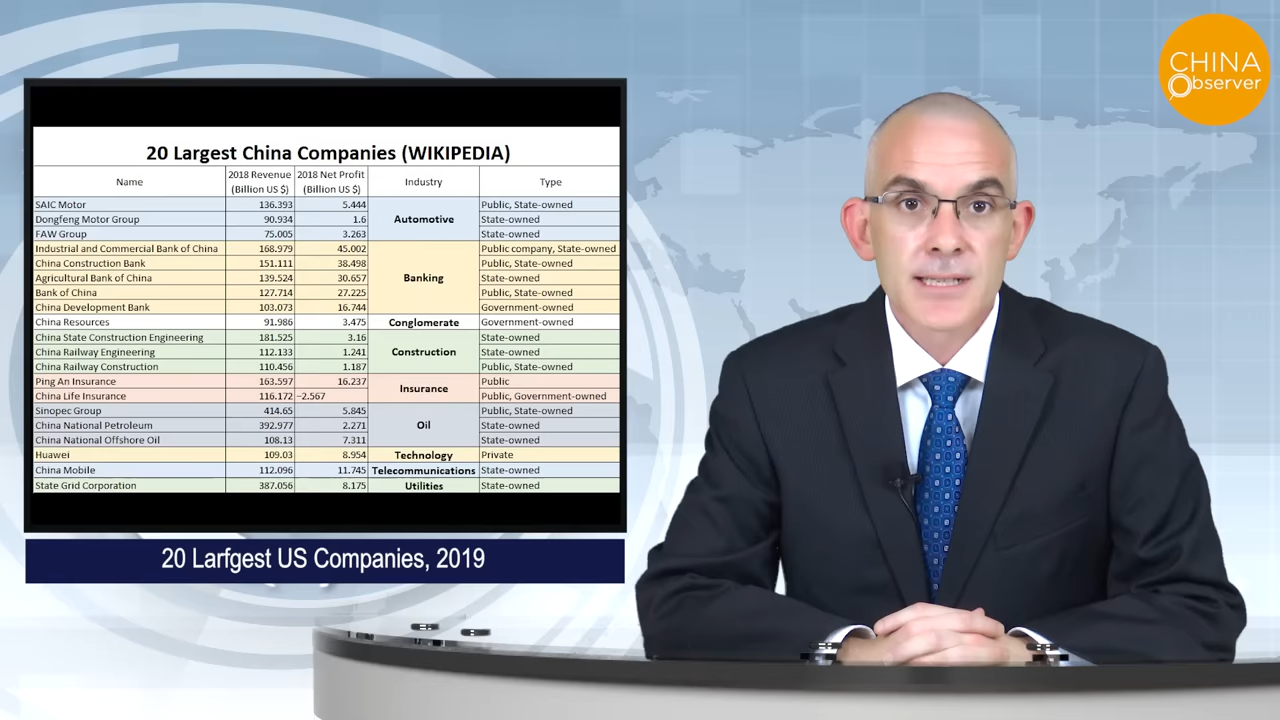 CHINA
Observer
20 Largest China Companies (WIKIPEDIA)
Name 2018 Revenue (Billion US $) 2018 Net Profit (Billion US $) Industry Type
SAIC Motor 136.393 5.444 Automotive Public, State-owned
Dongfeng Motor Group 90.934 1.6 State-owned
FAW Group 75.005 3.263 State-owned
Industrial and Commercial Bank of China 168.979 45.002 Banking Public company, State-owned
China Construction Bank 151.111 38.498 Public, State-owned
Agricultural Bank of China 139.524 30.657 State-owned
Bank of China 127.714 27.225 Public, State-owned
China Development Bank 103.073 16.744 Government-owned
China Resources 91.986 3.475 Conglomerate Government-owned
China State Construction Engineering 181.525 3.16 Construction State-owned
China Railway Engineering 112.133 1.241 State-owned
China Railway Construction 110.456 1.187 Public, State-owned
Ping An Insurance 163.597 16.237 Insurance Public
China Life Insurance 116.172 –2.567 Public, Government-owned
Sinopec Group 414.65 5.845 Oil Public, State-owned
China National Petroleum 392.977 2.271 State-owned
China National Offshore Oil 108.13 7.311 State-owned
Huawei 109.03 8.954 Technology Private
China Mobile 112.096 11.745 Telecommunications State-owned
State Grid Corporation 387.056 8.175 Utilities State-owned
20 Larfgest US Companies, 2019